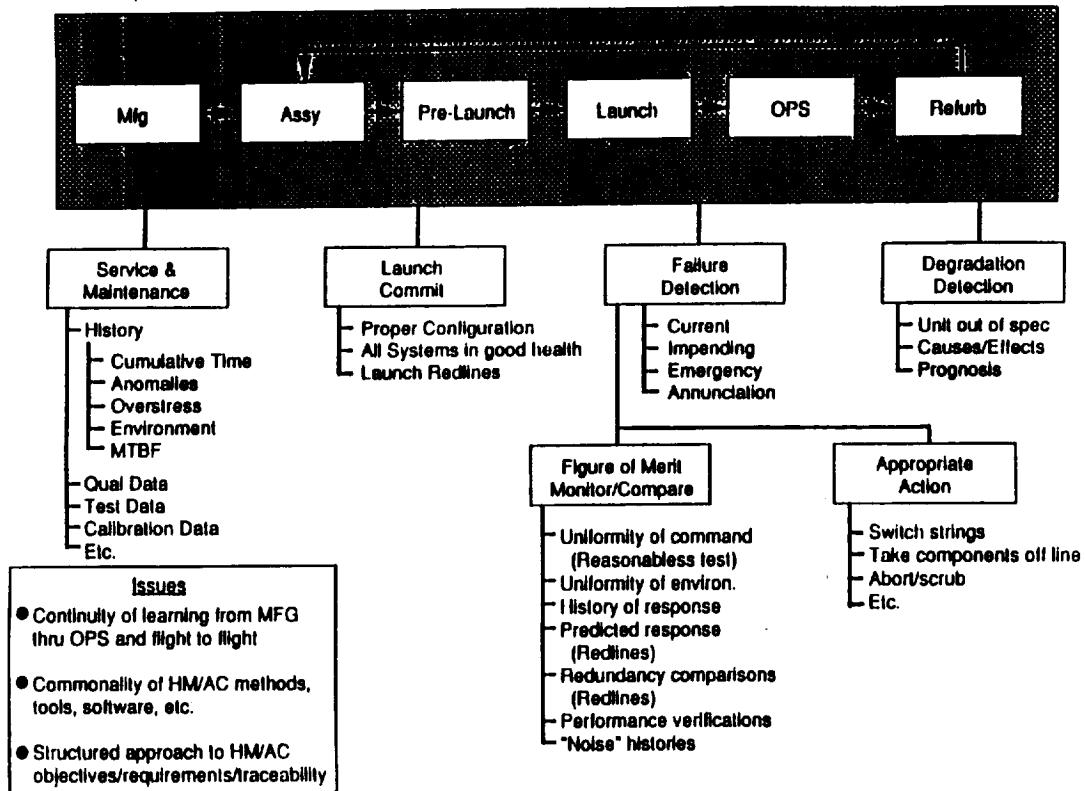 Mfg
Assy
Pre-Launch
Launch
OPS
Refurb
Service &
Maintenance
History
Cumulative Time
Anomalies
Overstress
Environment
MTBF
Qual Data
Test Data
Calibration Data
Etc.
Launch
Commit
Proper Configuration
All Systems in good health
Launch Redlines
Failure
Detection
Current
Impending
Emergency
Annunciation
Degradation
Detection
Unit out of spec
Causes/Effects
Prognosis
Figure of Merit
Monitor/Compare
Uniformity of command
(Reasonabless test)
Uniformity of environ.
History of response
Predicted response
(Redlines)
Redundancy comparisons
(Redlines)
Performance verifications
"Noise" histories
Appropriate
Action
Switch strings
Take components off line
Abort/scrub
Etc.
Issues
● Continuity of learning from MFG
thru OPS and flight to flight
● Commonality of HM/AC methods,
tools, software, etc.
● Structured approach to HM/AC
objectives/requirements/traceability